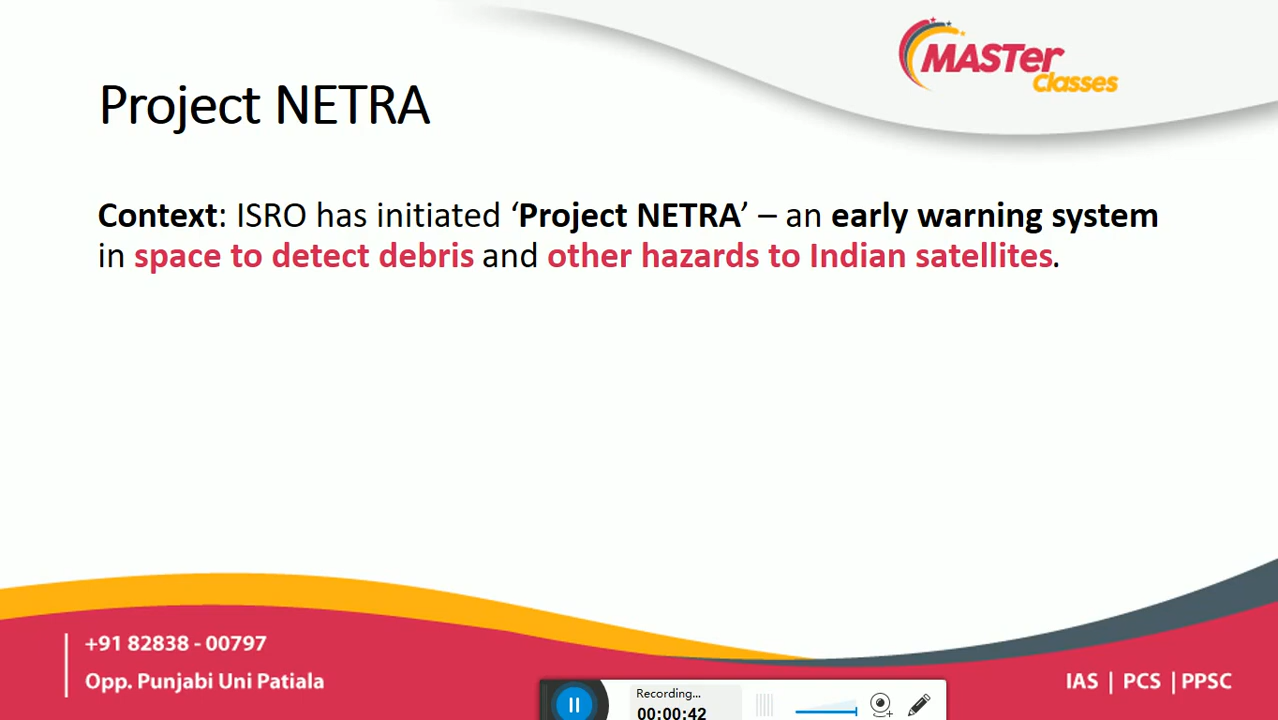 MASTer
Classes
Project NETRA
Context: ISRO has initiated ‘Project NETRA’ – an early warning system
in space to detect debris and other hazards to Indian satellites.
+91 82838 - 00797
Opp. Punjabi Uni Patiala
IAS | PCS | PPSC
Recording...
00:00:42